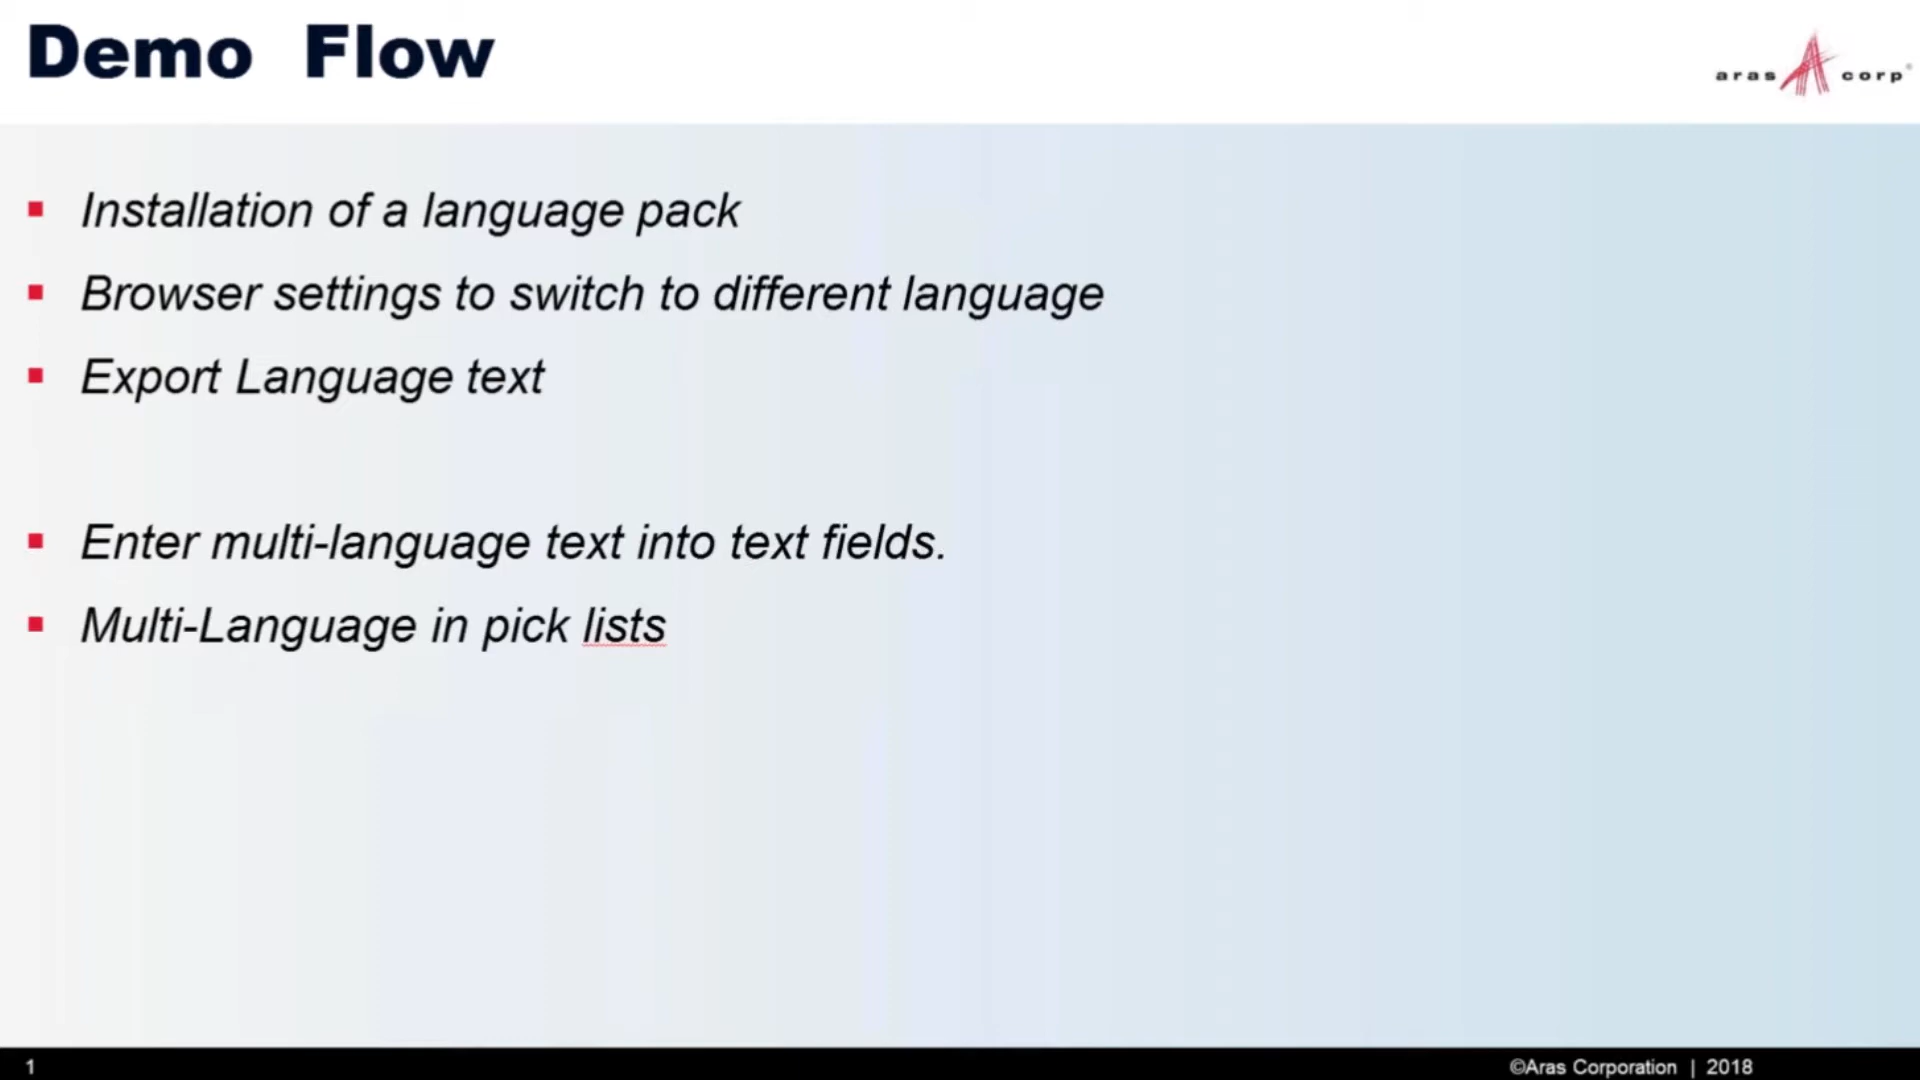 Demo Flow
aras corp®
Installation of a language pack
Browser settings to switch to different language
Export Language text
Enter multi-language text into text fields.
Multi-Language in pick lists
1
©Aras Corporation | 2018